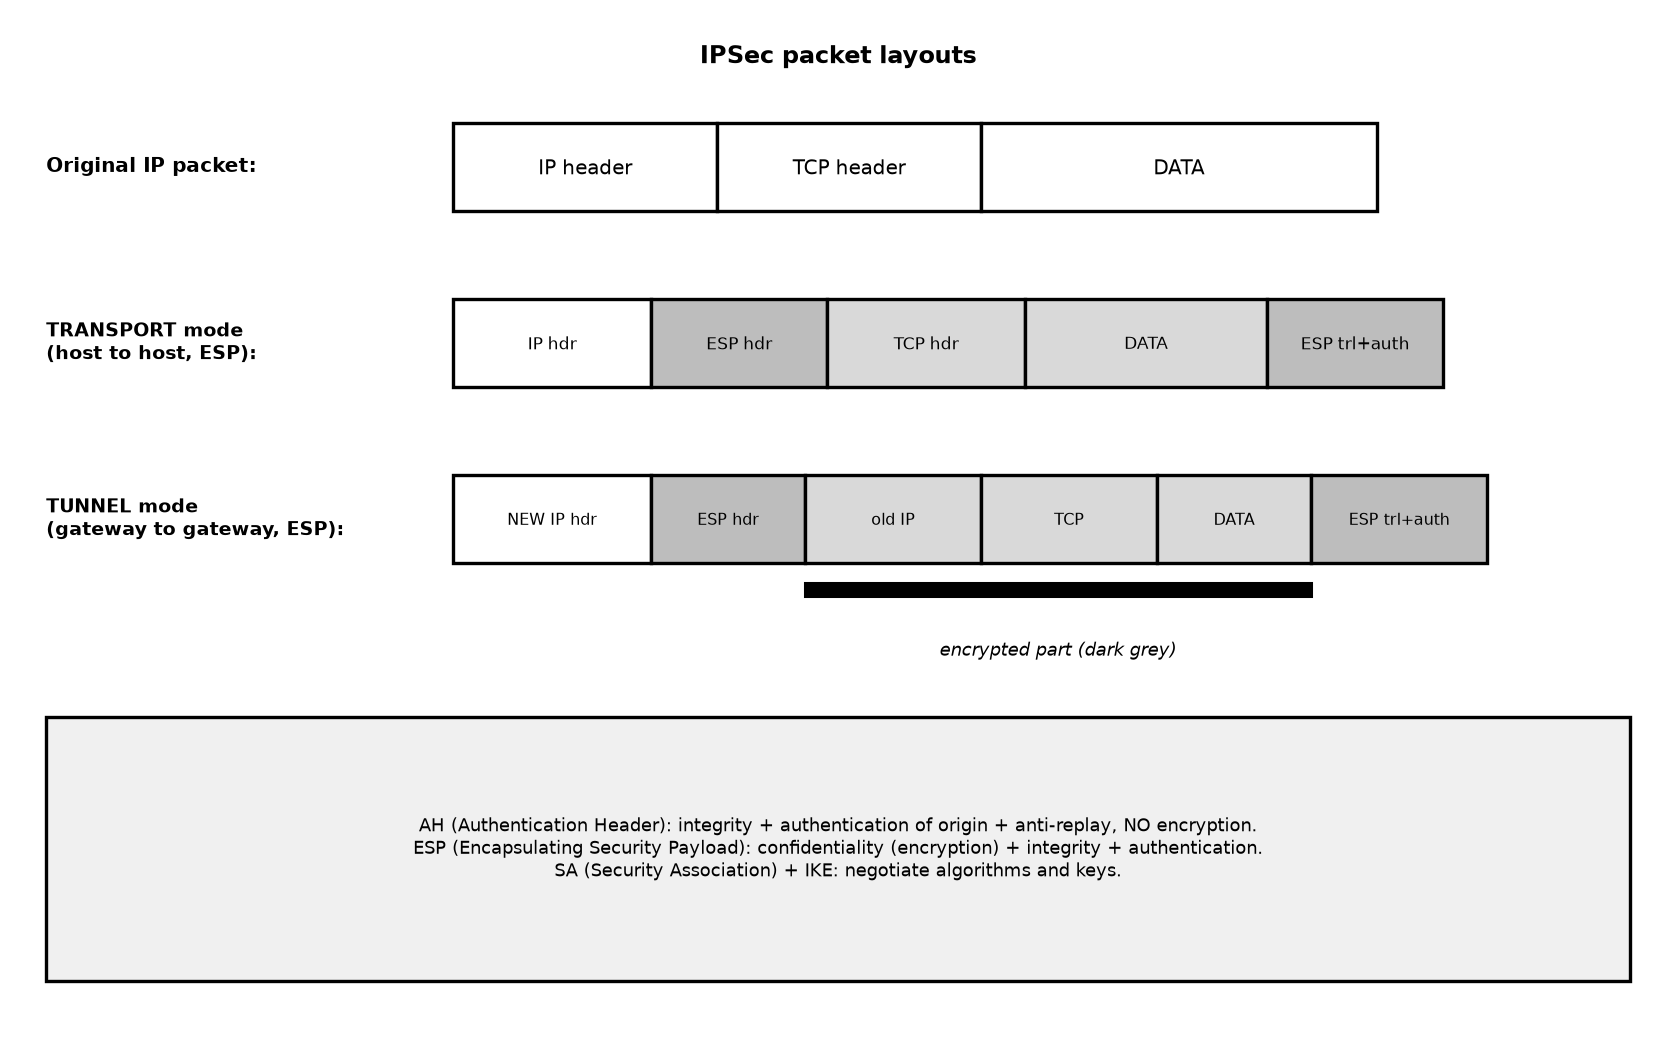 IPSec packet layouts
Original IP packet:
IP header
TCP header
DATA
TRANSPORT mode
(host to host, ESP):
IP hdr
ESP hdr
TCP hdr
DATA
ESP trl+auth
TUNNEL mode
(gateway to gateway, ESP):
NEW IP hdr
ESP hdr
old IP
TCP
DATA
ESP trl+auth
encrypted part (dark grey)
AH (Authentication Header): integrity + authentication of origin + anti-replay, NO encryption.
ESP (Encapsulating Security Payload): confidentiality (encryption) + integrity + authentication.
SA (Security Association) + IKE: negotiate algorithms and keys.